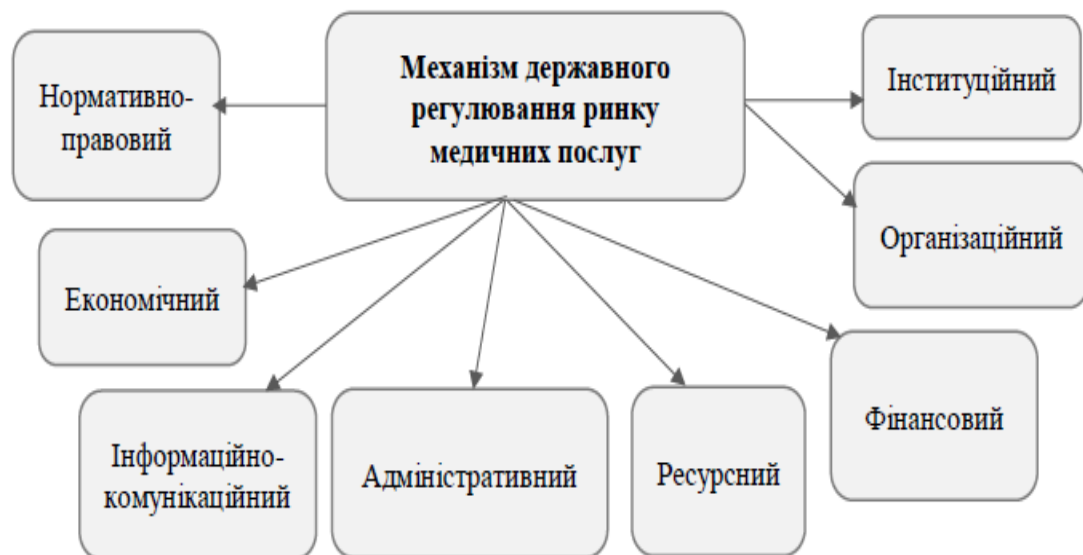 Механізм державного
регулювання ринку
медичних послуг
Нормативно-
правовий
Інституційний
Організаційний
Економічний
Фінансовий
Інформаційно-
комунікаційний
Адміністративний
Ресурсний